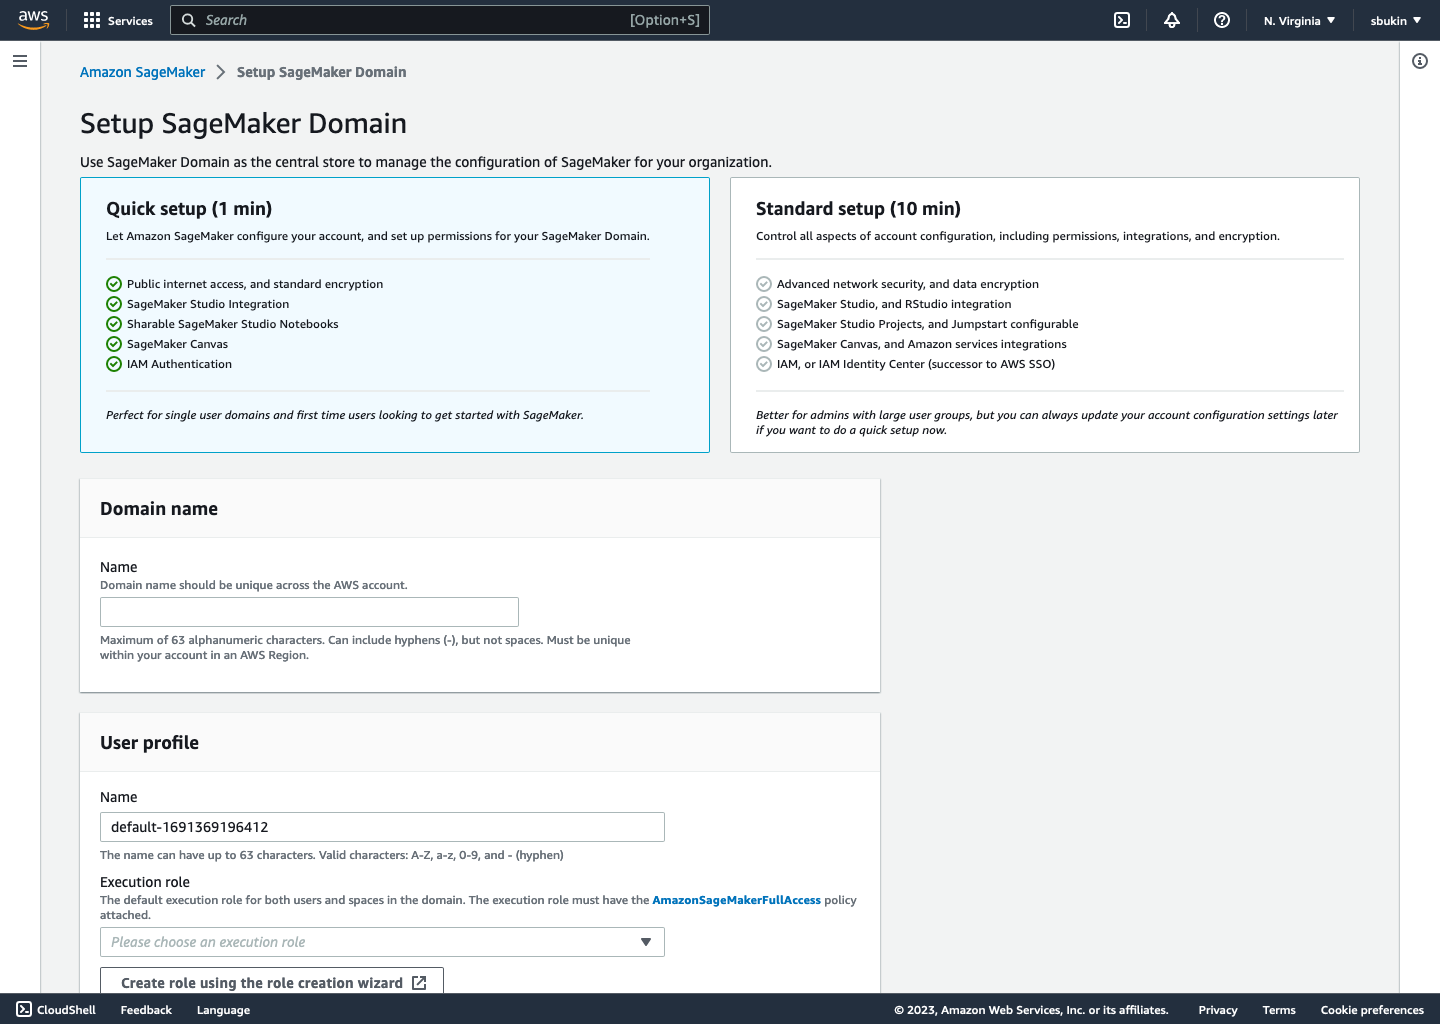 aws
Services
Search [Option+S]
N. Virginia
sbukin
Amazon SageMaker
Setup SageMaker Domain
Setup SageMaker Domain
Use SageMaker Domain as the central store to manage the configuration of SageMaker for your organization.
Quick setup (1 min)
Let Amazon SageMaker configure your account, and set up permissions for your SageMaker Domain.
Public internet access, and standard encryption
SageMaker Studio Integration
Sharable SageMaker Studio Notebooks
SageMaker Canvas
IAM Authentication
Perfect for single user domains and first time users looking to get started with SageMaker.
Standard setup (10 min)
Control all aspects of account configuration, including permissions, integrations, and encryption.
Advanced network security, and data encryption
SageMaker Studio, and RStudio integration
SageMaker Studio Projects, and Jumpstart configurable
SageMaker Canvas, and Amazon services integrations
IAM, or IAM Identity Center (successor to AWS SSO)
Better for admins with large user groups, but you can always update your account configuration settings later
if you want to do a quick setup now.
Domain name
Name
Domain name should be unique across the AWS account.
Maximum of 63 alphanumeric characters. Can include hyphens (-), but not spaces. Must be unique
within your account in an AWS Region.
User profile
Name
default-1691369196412
The name can have up to 63 characters. Valid characters: A-Z, a-z, 0-9, and - (hyphen)
Execution role
The default execution role for both users and spaces in the domain. The execution role must have the AmazonSageMakerFullAccess policy
attached.
Please choose an execution role
Create role using the role creation wizard
CloudShell
Feedback
Language
© 2023, Amazon Web Services, Inc. or its affiliates.
Privacy
Terms
Cookie preferences